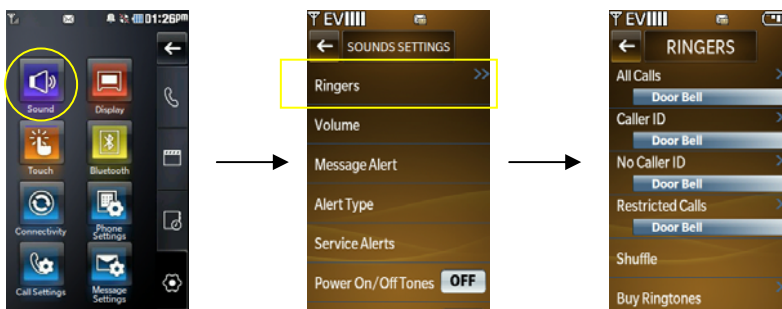 01:26PM
Sound
Display
Touch
Bluetooth
Connectivity
Phone
Settings
Call Settings
Message
Settings
EV
SOUNDS SETTINGS
Ringers
Volume
Message Alert
Alert Type
Service Alerts
Power On/Off Tones OFF
EV
RINGERS
All Calls
Door Bell
Caller ID
Door Bell
No Caller ID
Door Bell
Restricted Calls
Door Bell
Shuffle
Buy Ringtones